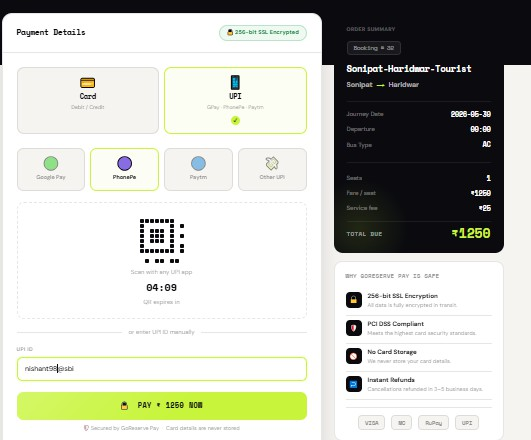 Payment Details
256-bit SSL Encrypted
Card
Debit / Credit
UPI
GPay · PhonePe · Paytm
Google Pay
PhonePe
Paytm
Other UPI
Scan with any UPI app
04:09
QR expires in
or enter UPI ID manually
UPI ID
nishant98@sbi
PAY ₹ 1250 NOW
Secured by GoReserve Pay · Card details are never stored
ORDER SUMMARY
Booking # 02
Sonipat-Haridwar-Tourist
Sonipat → Haridwar
Journey Date 2026-05-30
Departure 09:00
Bus Type AC
Seats 1
Fare / seat ₹1250
Service fee ₹25
TOTAL DUE ₹1250
WHY GORESERVE PAY IS SAFE
256-bit SSL Encryption
All data is fully encrypted in transit.
PCI DSS Compliant
Meets the highest card security standards.
No Card Storage
We never store your card details.
Instant Refunds
Cancellations refunded in 3–5 business days.
VISA
MC
RuPay
UPI